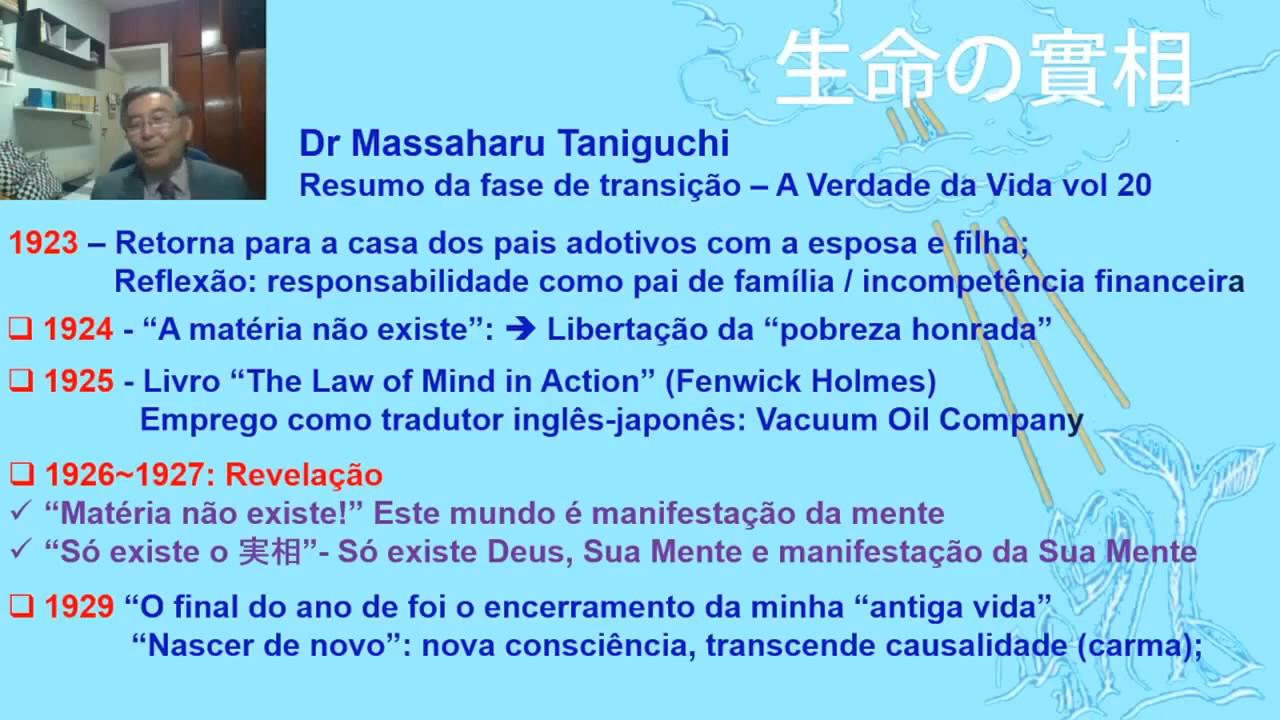 生命の實相
Dr Massaharu Taniguchi
Resumo da fase de transição – A Verdade da Vida vol 20
1923 – Retorna para a casa dos pais adotivos com a esposa e filha;
Reflexão: responsabilidade como pai de família / incompetência financeira
❑ 1924 - “A matéria não existe”: ➔ Libertação da “pobreza honrada”
❑ 1925 - Livro “The Law of Mind in Action” (Fenwick Holmes)
Emprego como tradutor inglês-japonês: Vacuum Oil Company
❑ 1926~1927: Revelação
✓ “Matéria não existe!” Este mundo é manifestação da mente
✓ “Só existe o 実相”- Só existe Deus, Sua Mente e manifestação da Sua Mente
❑ 1929 “O final do ano de foi o encerramento da minha “antiga vida”
“Nascer de novo”: nova consciência, transcende causalidade (carma);